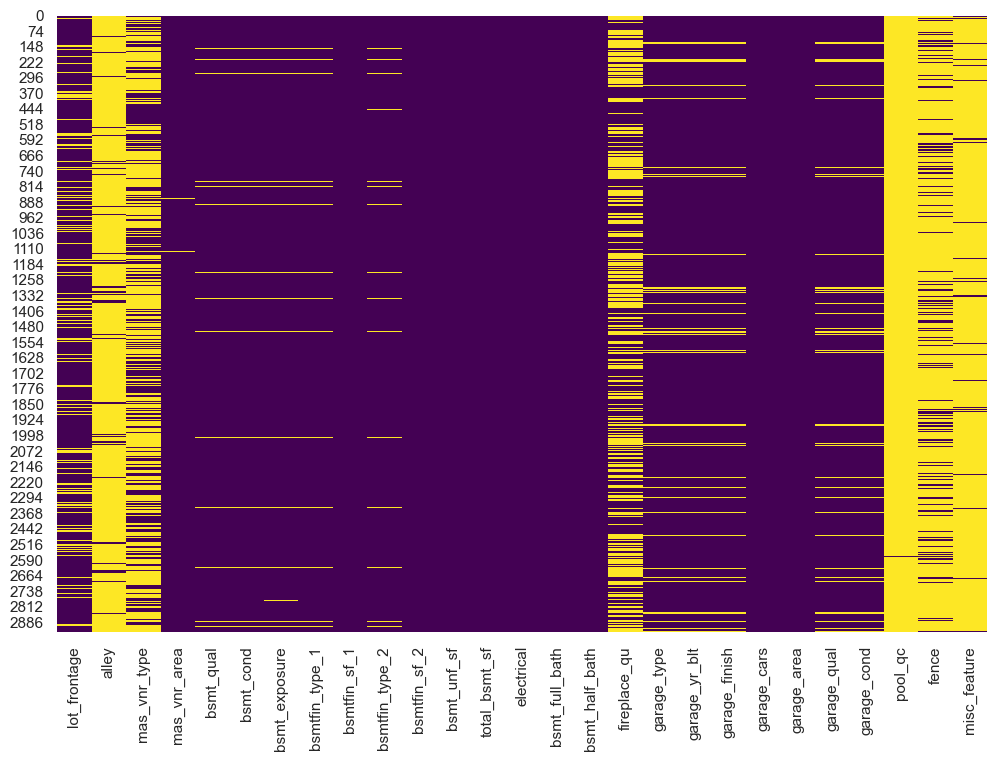 0
74
148
222
296
370
444
518
592
666
740
814
888
962
1036
1110
1184
1258
1332
1406
1480
1554
1628
1702
1776
1850
1924
1998
2072
2146
2220
2294
2368
2442
2516
2590
2664
2738
2812
2886
lot_frontage
alley
mas_vnr_type
mas_vnr_area
bsmt_qual
bsmt_cond
bsmt_exposure
bsmtfin_type_1
bsmtfin_sf_1
bsmtfin_type_2
bsmtfin_sf_2
bsmt_unf_sf
total_bsmt_sf
electrical
bsmt_full_bath
bsmt_half_bath
fireplace_qu
garage_type
garage_yr_blt
garage_finish
garage_cars
garage_area
garage_qual
garage_cond
pool_qc
fence
misc_feature